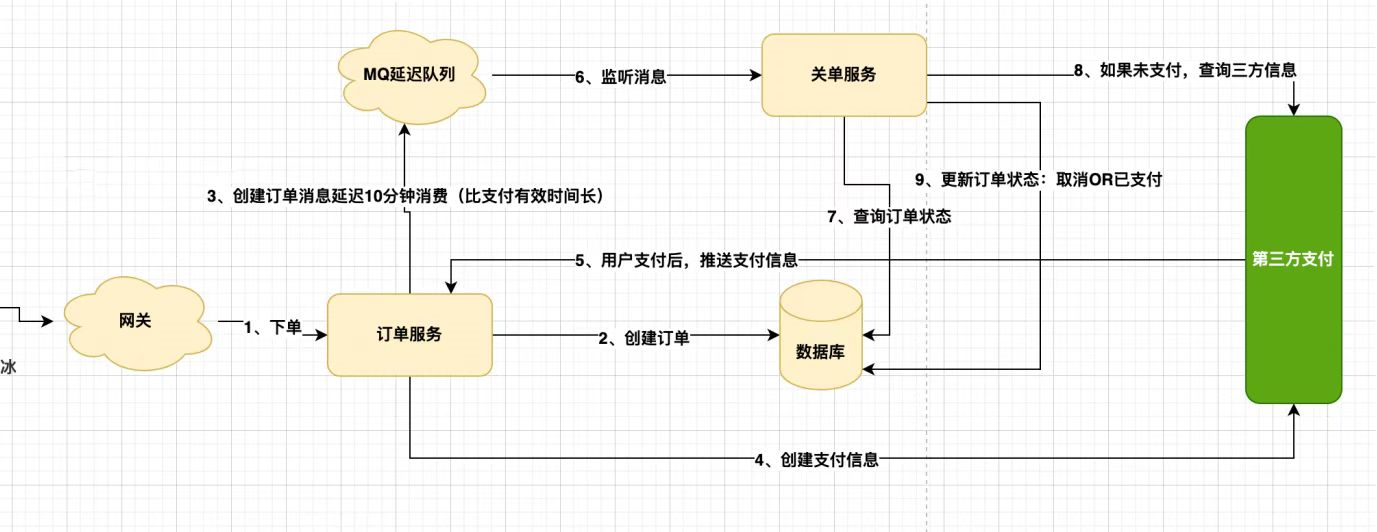 MQ延迟队列
6、监听消息
关单服务
8、如果未支付，查询三方信息
3、创建订单消息延迟10分钟消费（比支付有效时间长）
9、更新订单状态：取消OR已支付
7、查询订单状态
5、用户支付后，推送支付信息
第三方支付
网关
1、下单
订单服务
2、创建订单
数据库
冰
4、创建支付信息